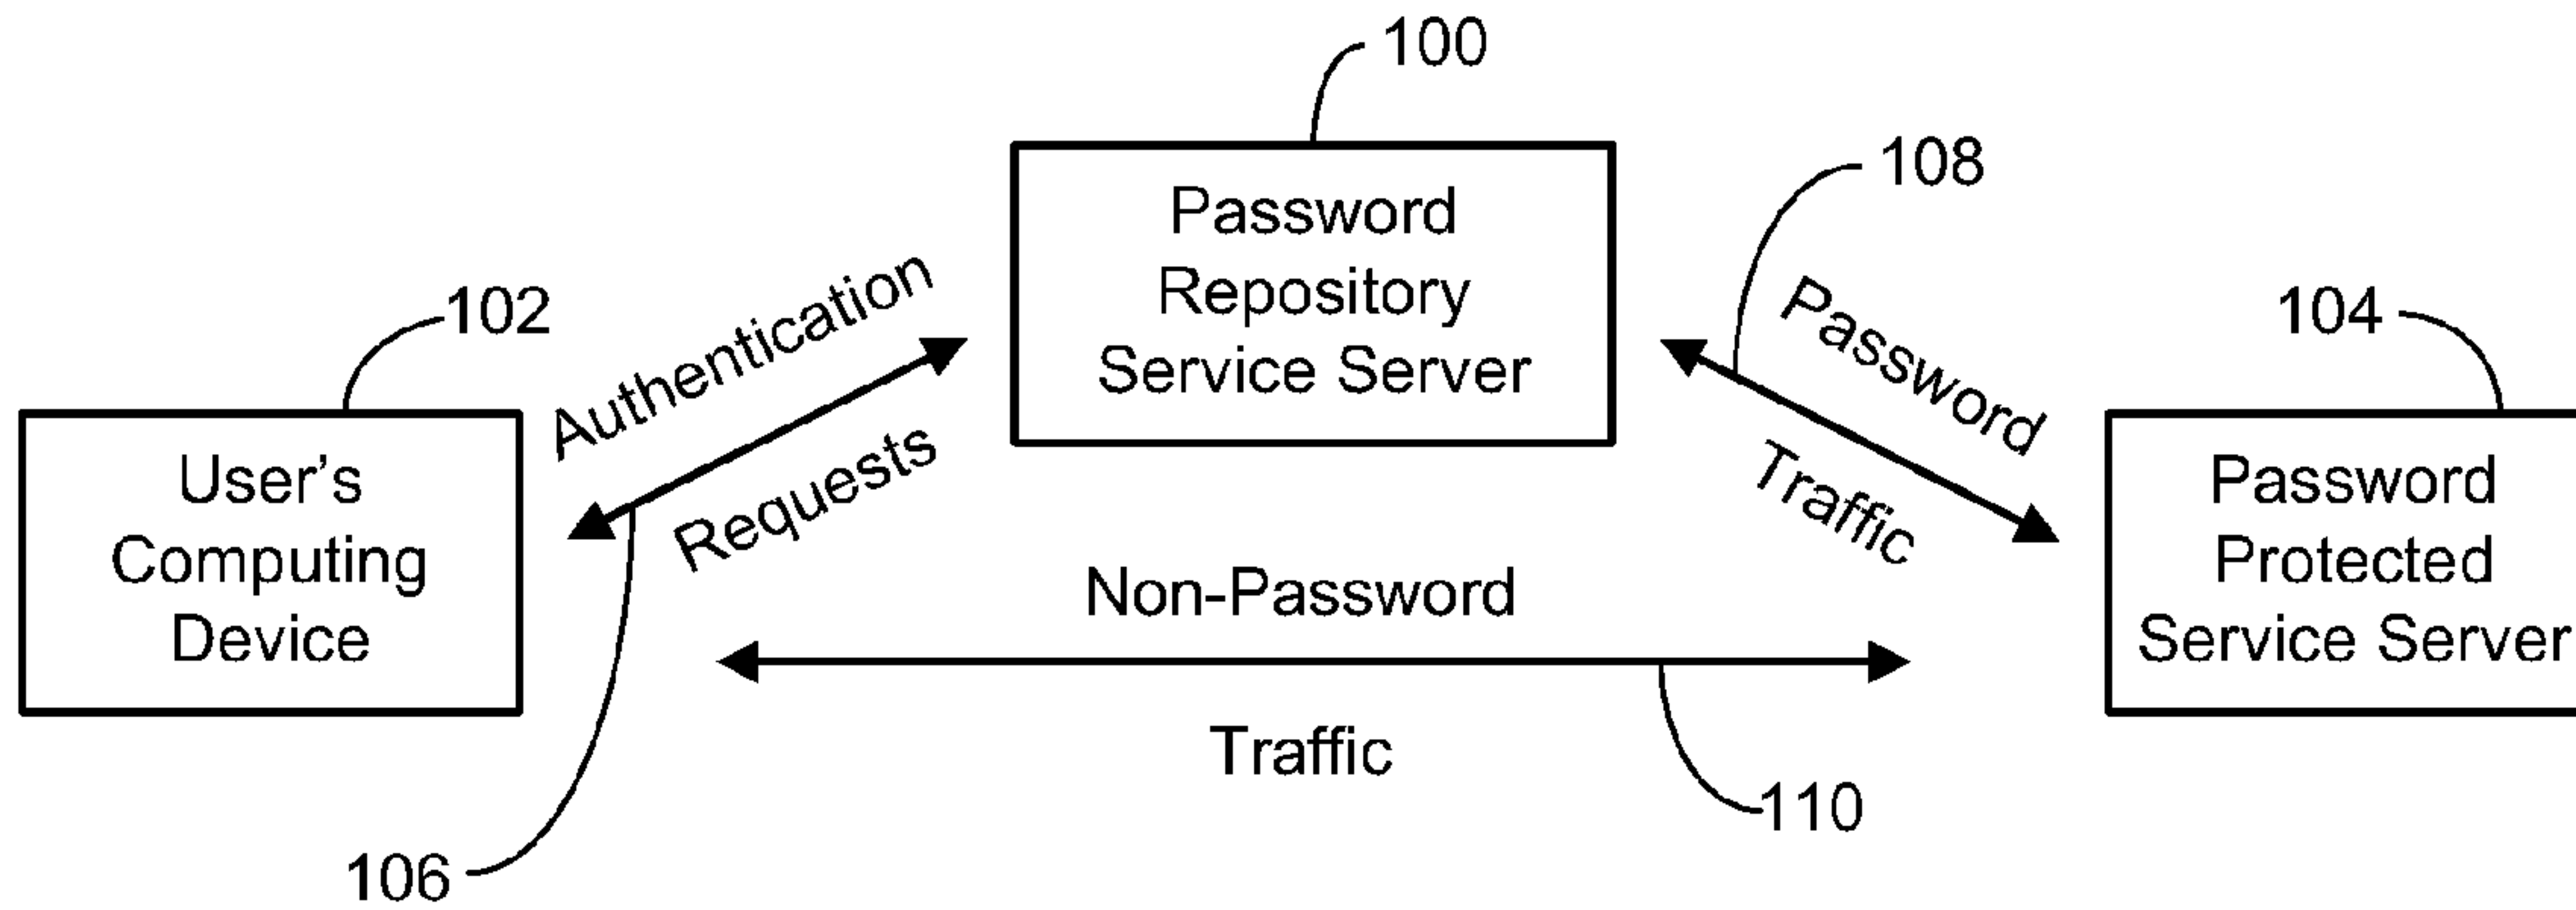 100
Password
Repository
Service Server
108
102
Authentication
Requests
Password
Traffic
104
User's
Computing
Device
Password
Protected
Service Server
Non-Password
Traffic
110
106